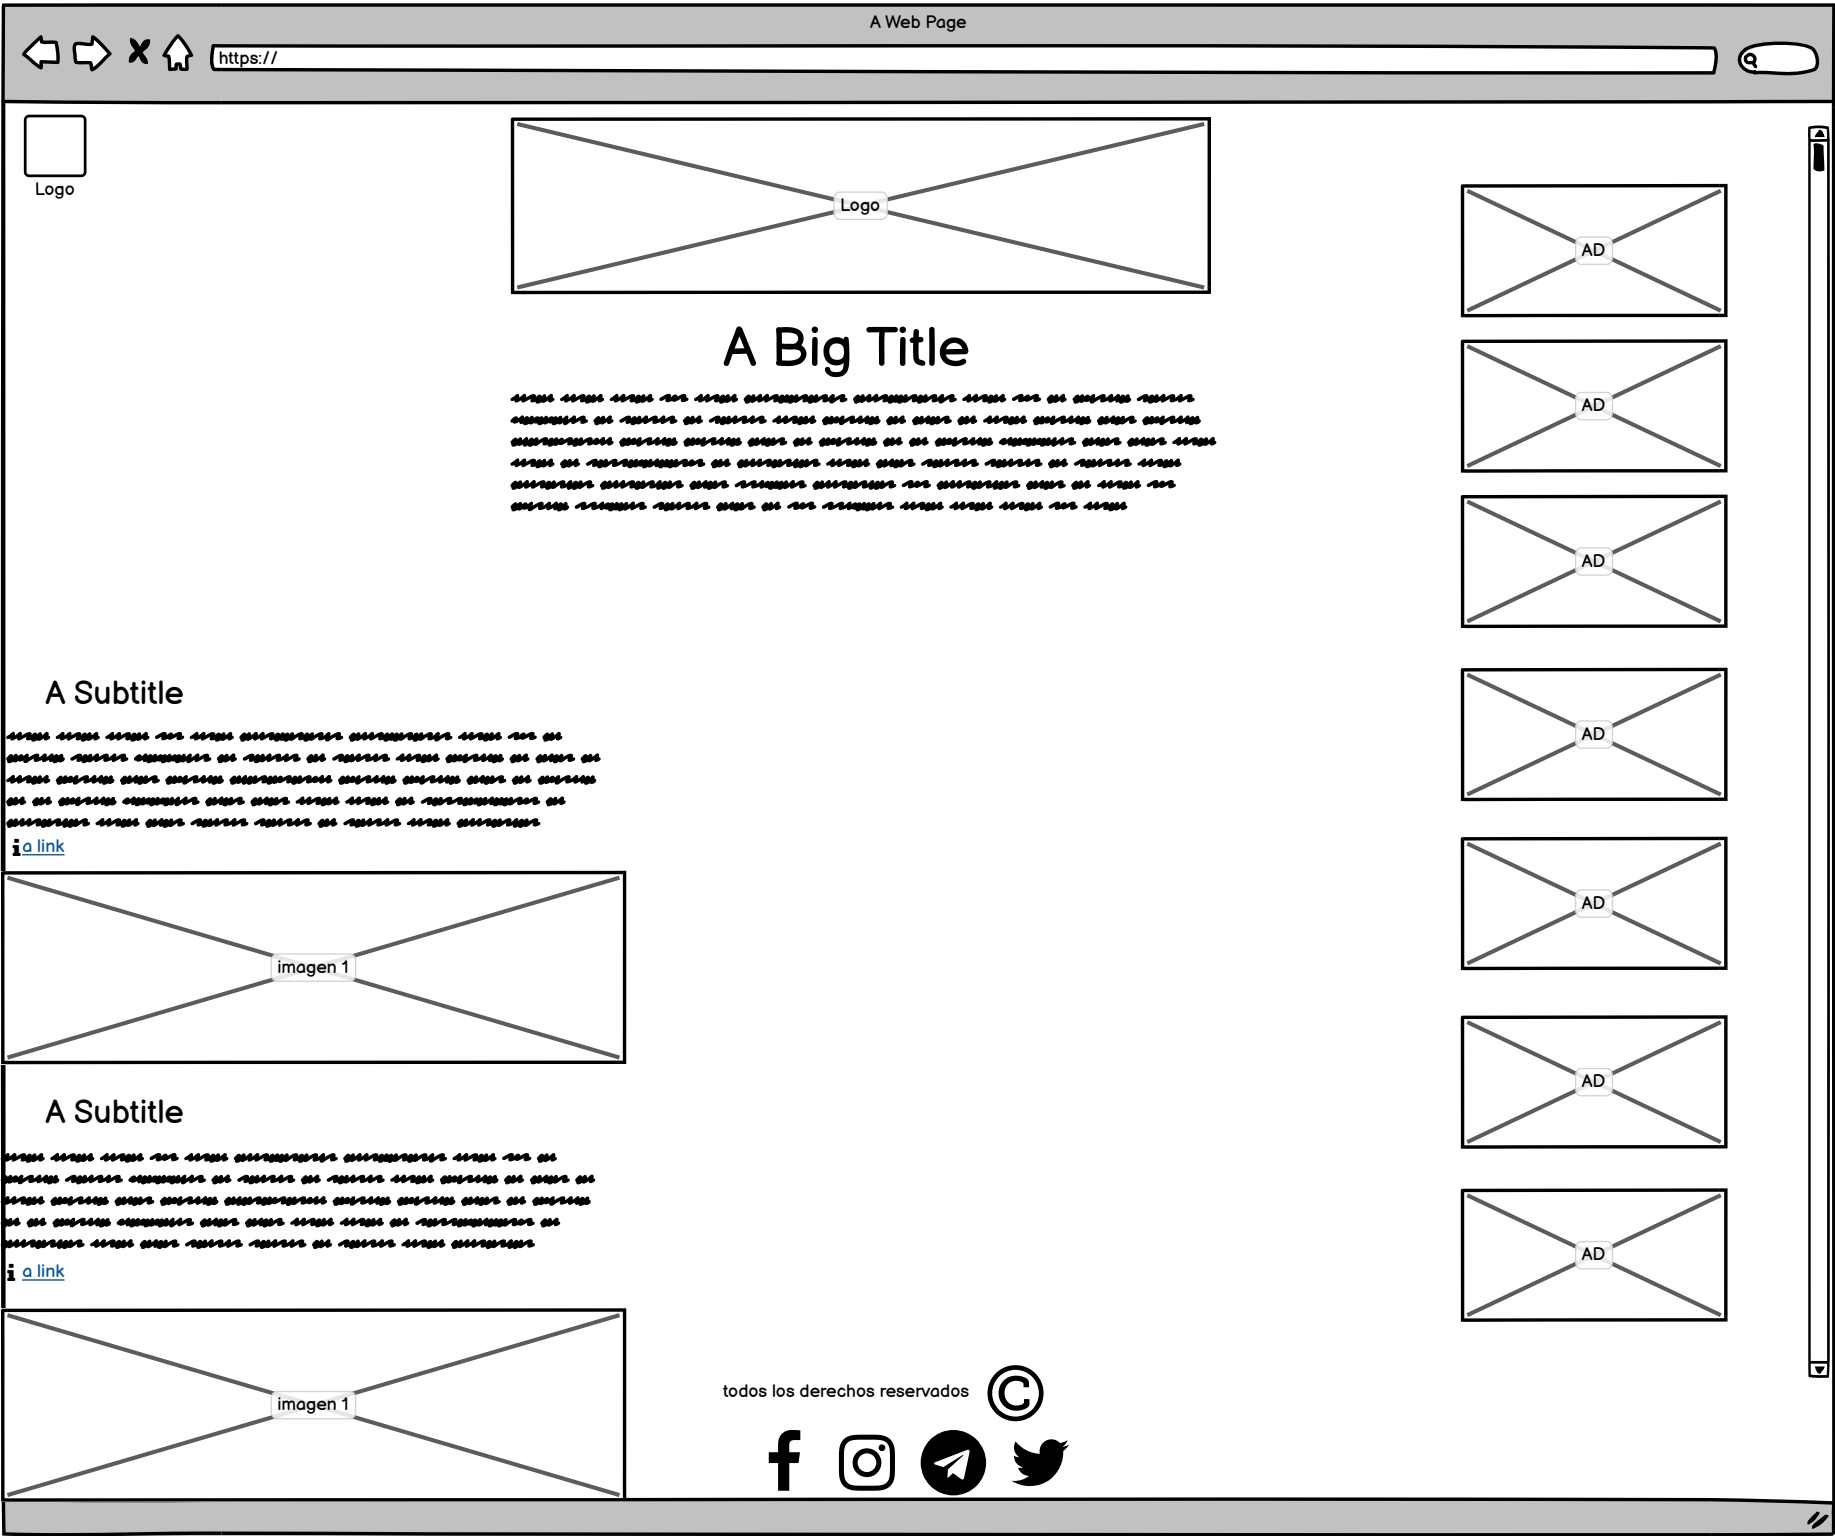 A Web Page
https://
Logo
Logo
A Big Title
AD
AD
AD
A Subtitle
a link
AD
imagen 1
AD
A Subtitle
a link
AD
imagen 1
AD
todos los derechos reservados ©